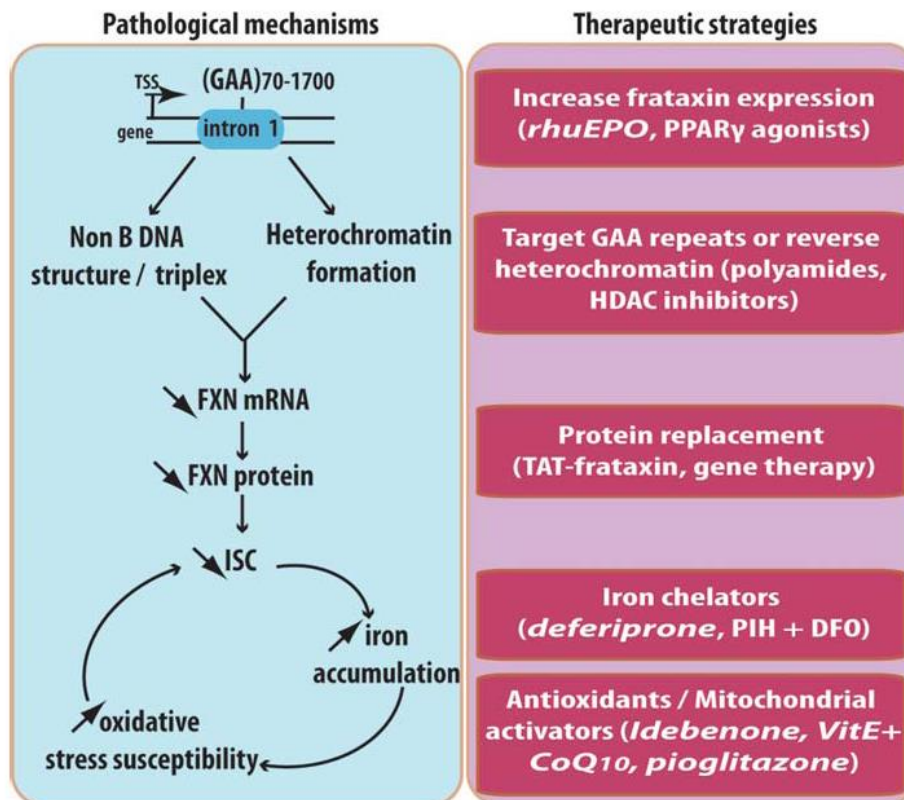 Pathological mechanisms
TSS
(GAA)70-1700
gene
intron 1
Non B DNA
structure / triplex
Heterochromatin
formation
FXN mRNA
FXN protein
ISC
iron
accumulation
oxidative
stress susceptibility
Therapeutic strategies
Increase frataxin expression
(rhuEPO, PPARγ agonists)
Target GAA repeats or reverse
heterochromatin (polyamides,
HDAC inhibitors)
Protein replacement
(TAT-frataxin, gene therapy)
Iron chelators
(deferiprone, PIH + DFO)
Antioxidants / Mitochondrial
activators (Idebenone, VitE+
CoQ10, pioglitazone)